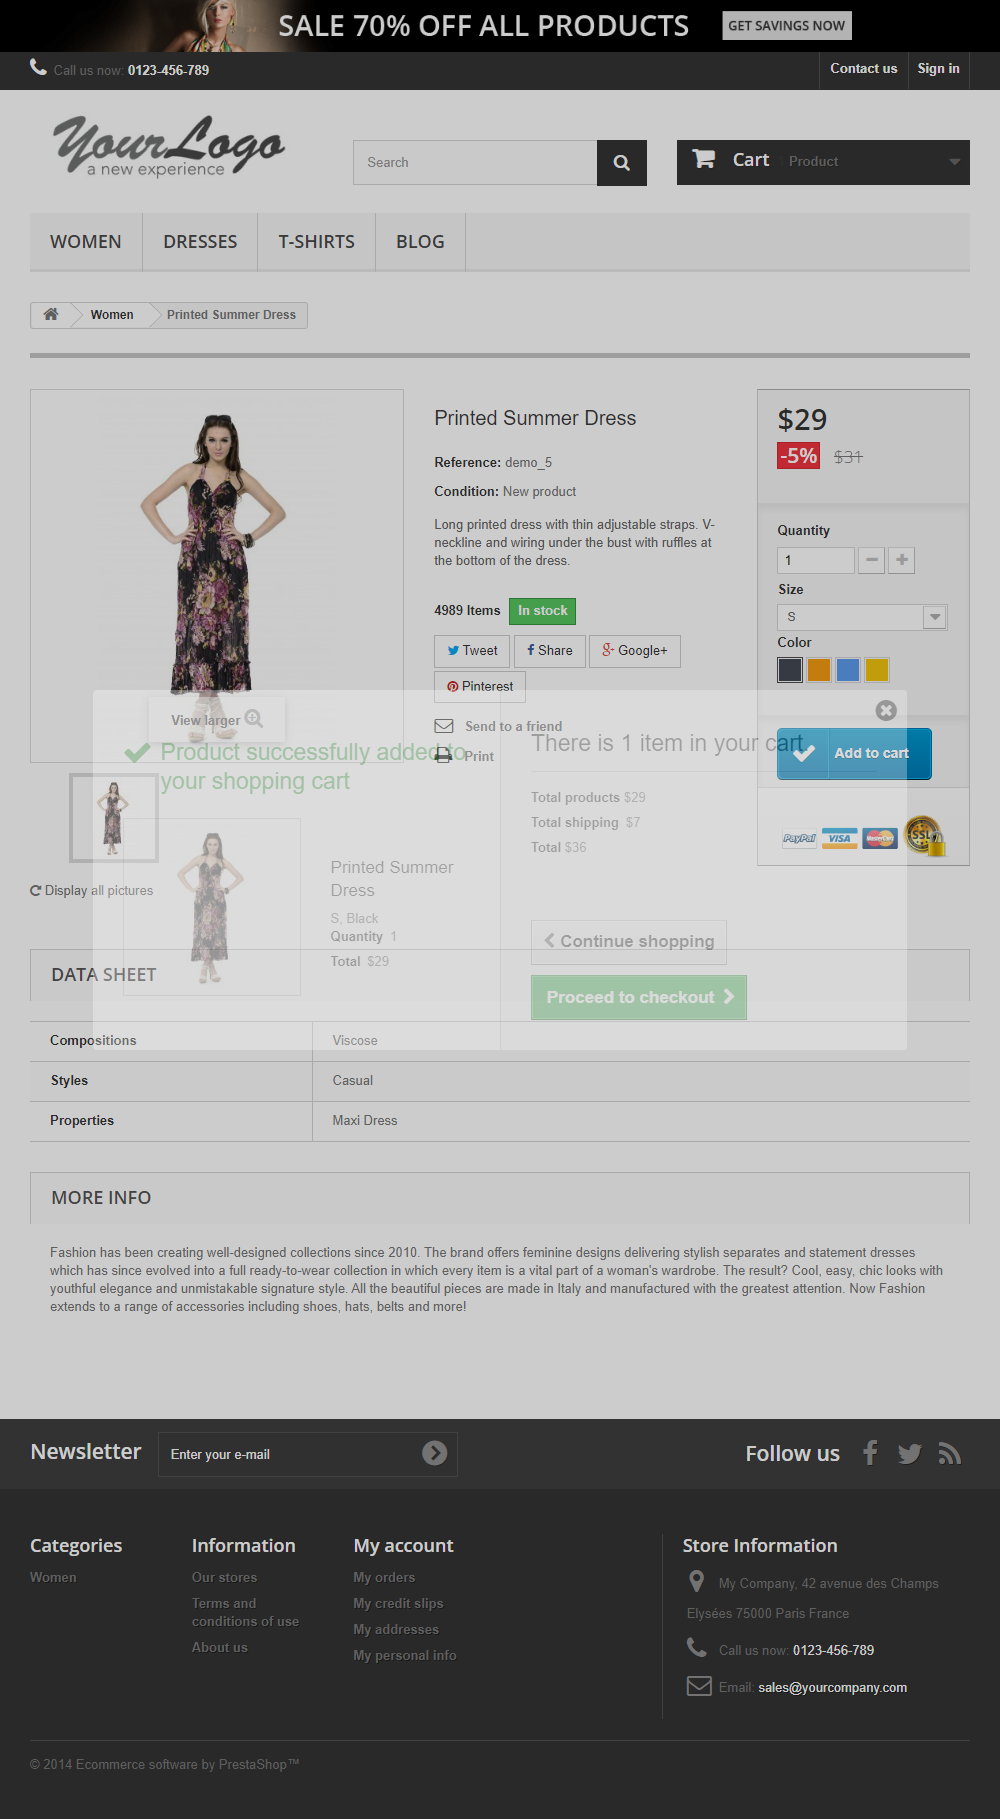 SALE 70% OFF ALL PRODUCTS
GET SAVINGS NOW
Call us now: 0123-456-789
Contact us
Sign in
YourLogo
a new experience
Search
Cart Product
WOMEN
DRESSES
T-SHIRTS
BLOG
Women
Printed Summer Dress
Printed Summer Dress
Reference: demo_5
Condition: New product
Long printed dress with thin adjustable straps. V-
neckline and wiring under the bust with ruffles at
the bottom of the dress.
4989 Items In stock
Tweet
Share
Google+
Pinterest
Send to a friend
Print
View larger
Display all pictures
$29
-5% $31
Quantity
1
Size
S
Color
Add to cart
PayPal VISA MasterCard SSL
Product successfully added to
your shopping cart
Printed Summer
Dress
S, Black
Quantity 1
Total $29
There is 1 item in your cart.
Total products $29
Total shipping $7
Total $36
Continue shopping
Proceed to checkout
DATA SHEET
Compositions Viscose
Styles Casual
Properties Maxi Dress
MORE INFO
Fashion has been creating well-designed collections since 2010. The brand offers feminine designs delivering stylish separates and statement dresses
which has since evolved into a full ready-to-wear collection in which every item is a vital part of a woman's wardrobe. The result? Cool, easy, chic looks with
youthful elegance and unmistakable signature style. All the beautiful pieces are made in Italy and manufactured with the greatest attention. Now Fashion
extends to a range of accessories including shoes, hats, belts and more!
Newsletter
Enter your e-mail
Follow us
Categories
Women
Information
Our stores
Terms and
conditions of use
About us
My account
My orders
My credit slips
My addresses
My personal info
Store Information
My Company, 42 avenue des Champs
Elysées 75000 Paris France
Call us now: 0123-456-789
Email: sales@yourcompany.com
© 2014 Ecommerce software by PrestaShop™